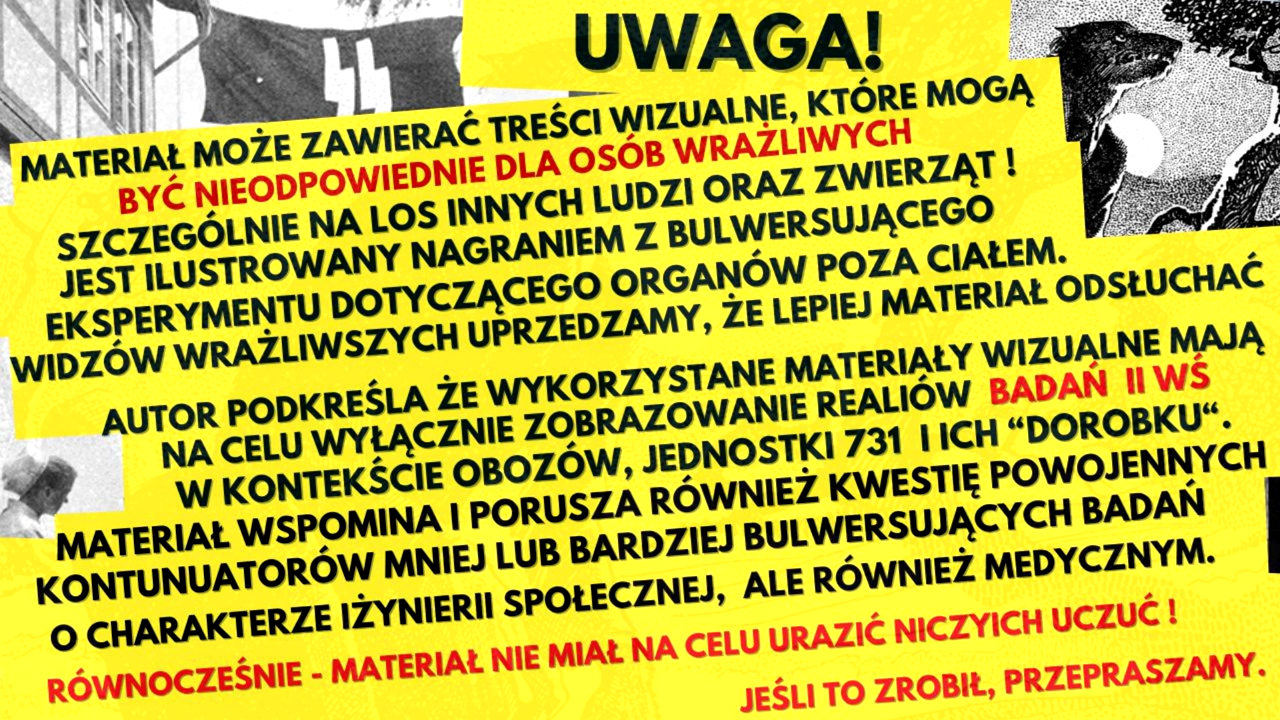 UWAGA!
MATERIAŁ MOŻE ZAWIERAĆ TREŚCI WIZUALNE, KTÓRE MOGĄ
BYĆ NIEODPOWIEDNIE DLA OSÓB WRAŻLIWYCH
SZCZEGÓLNIE NA LOS INNYCH LUDZI ORAZ ZWIERZĄT !
JEST ILUSTROWANY NAGRANIEM Z BULWERSUJĄCEGO
EKSPERYMENTU DOTYCZĄCEGO ORGANÓW POZA CIAŁEM.
WIDZÓW WRAŻLIWSZYCH UPRZEDZAMY, ŻE LEPIEJ MATERIAŁ ODSŁUCHAĆ
AUTOR PODKREŚLA ŻE WYKORZYSTANE MATERIAŁY WIZUALNE MAJĄ
NA CELU WYŁĄCZNIE ZOBRAZOWANIE REALIÓW BADAŃ II WŚ
W KONTEKŚCIE OBOZÓW, JEDNOSTKI 731 I ICH “DOROBKU“.
MATERIAŁ WSPOMINA I PORUSZA RÓWNIEŻ KWESTIĘ POWOJENNYCH
KONTUNUATORÓW MNIEJ LUB BARDZIEJ BULWERSUJĄCYCH BADAŃ
O CHARAKTERZE IŻYNIERII SPOŁECZNEJ, ALE RÓWNIEŻ MEDYCZNYM.
RÓWNOCZEŚNIE - MATERIAŁ NIE MIAŁ NA CELU URAZIĆ NICZYICH UCZUĆ !
JEŚLI TO ZROBIŁ, PRZEPRASZAMY.